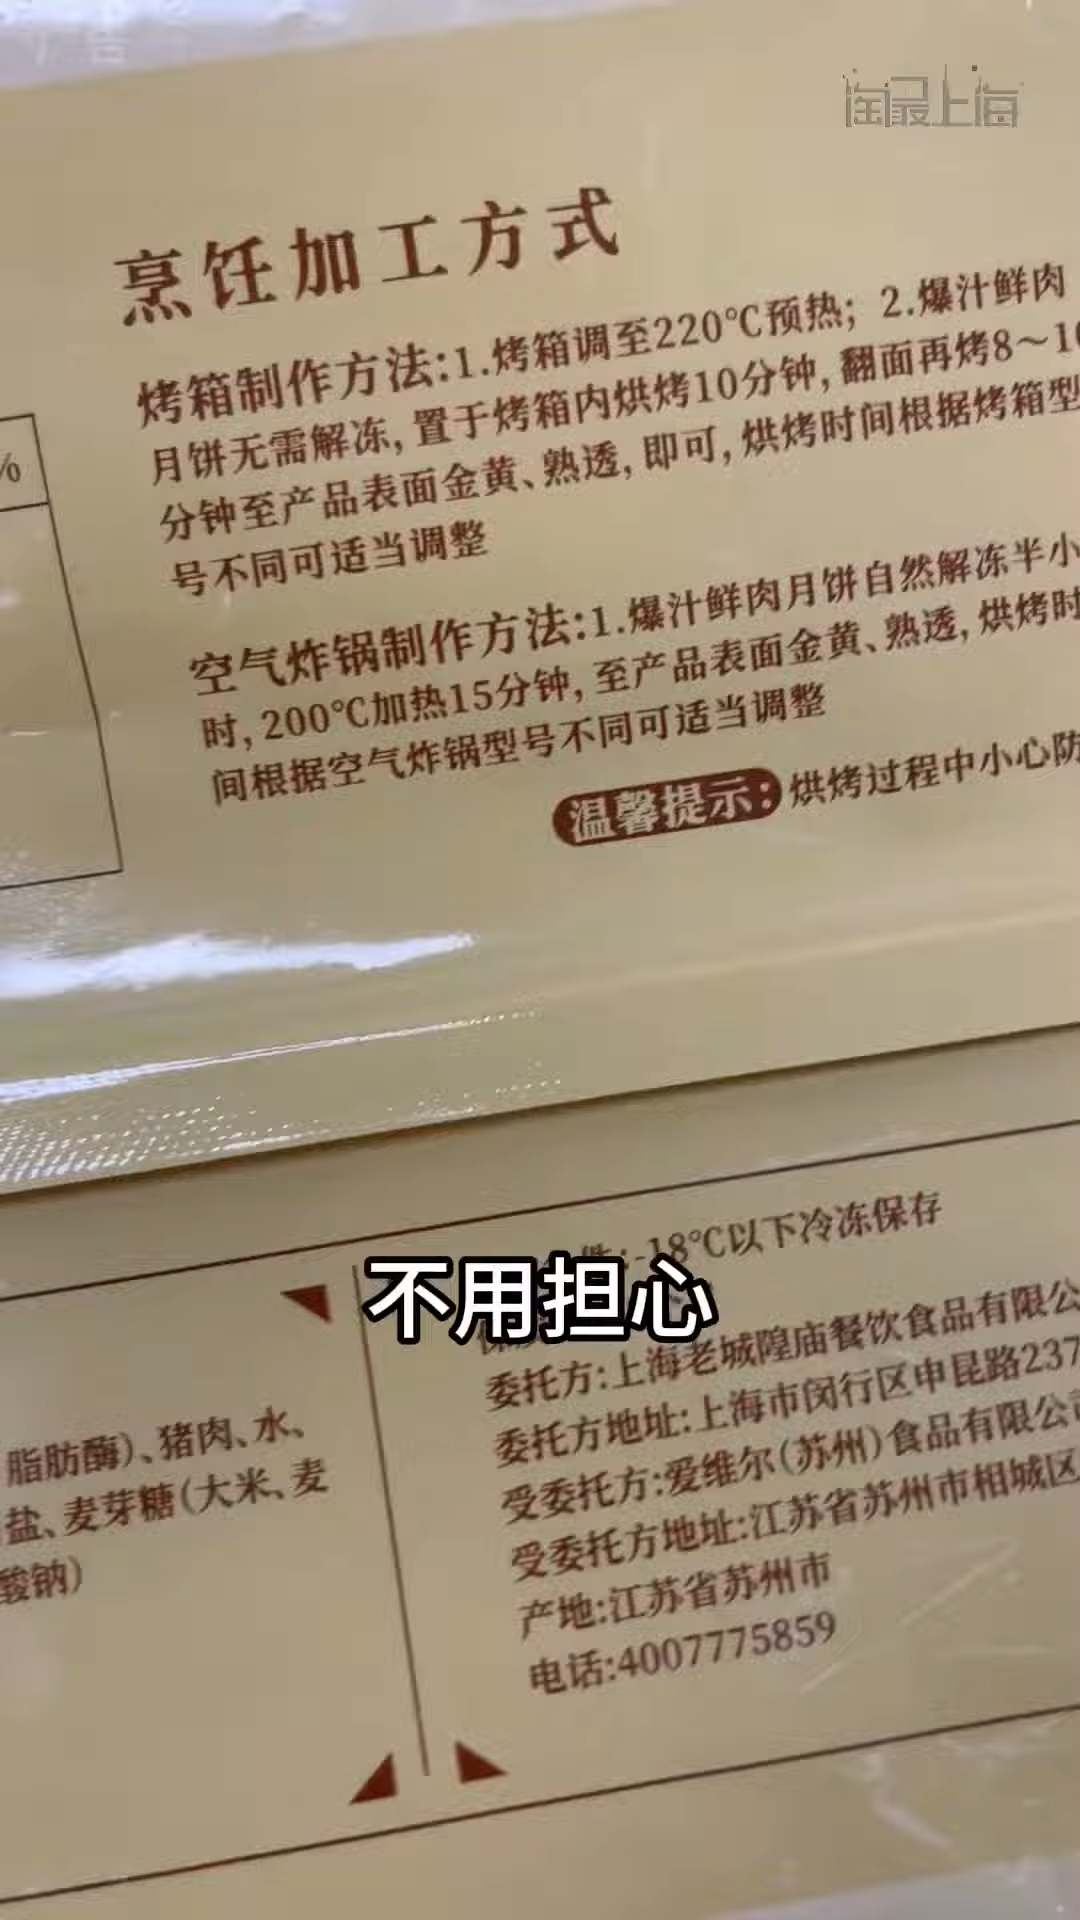 广告
淘最上海
烹饪加工方式
烤箱制作方法:1.烤箱调至220℃预热; 2.爆汁鲜肉
月饼无需解冻, 置于烤箱内烘烤10分钟, 翻面再烤8~10
分钟至产品表面金黄、熟透, 即可, 烘烤时间根据烤箱型
号不同可适当调整
空气炸锅制作方法:1.爆汁鲜肉月饼自然解冻半小
时, 200℃加热15分钟, 至产品表面金黄、熟透, 烘烤时
间根据空气炸锅型号不同可适当调整
温馨提示: 烘烤过程中小心防
%
件:-18℃以下冷冻保存
不用担心
委托方:上海老城隍庙餐饮食品有限公
委托方地址:上海市闵行区申昆路237
受委托方:爱维尔(苏州)食品有限公司
受委托方地址:江苏省苏州市相城区
产地:江苏省苏州市
电话:4007775859
脂肪酶)、猪肉、水、
盐、麦芽糖(大米、麦
酸钠)